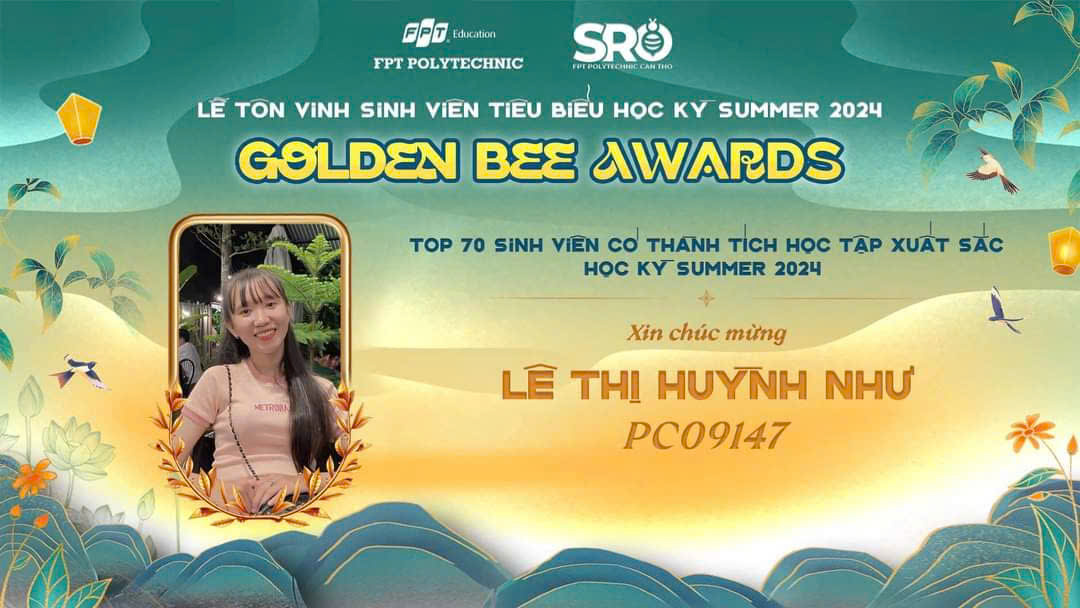 FPT Education
FPT POLYTECHNIC
SRO
FPT POLYTECHNIC CẦN THƠ
LỄ TÔN VINH SINH VIÊN TIÊU BIỂU HỌC KỲ SUMMER 2024
GOLDEN BEE AWARDS
TOP 70 SINH VIÊN CÓ THÀNH TÍCH HỌC TẬP XUẤT SẮC
HỌC KỲ SUMMER 2024
Xin chúc mừng
LÊ THỊ HUỲNH NHƯ
PC09147